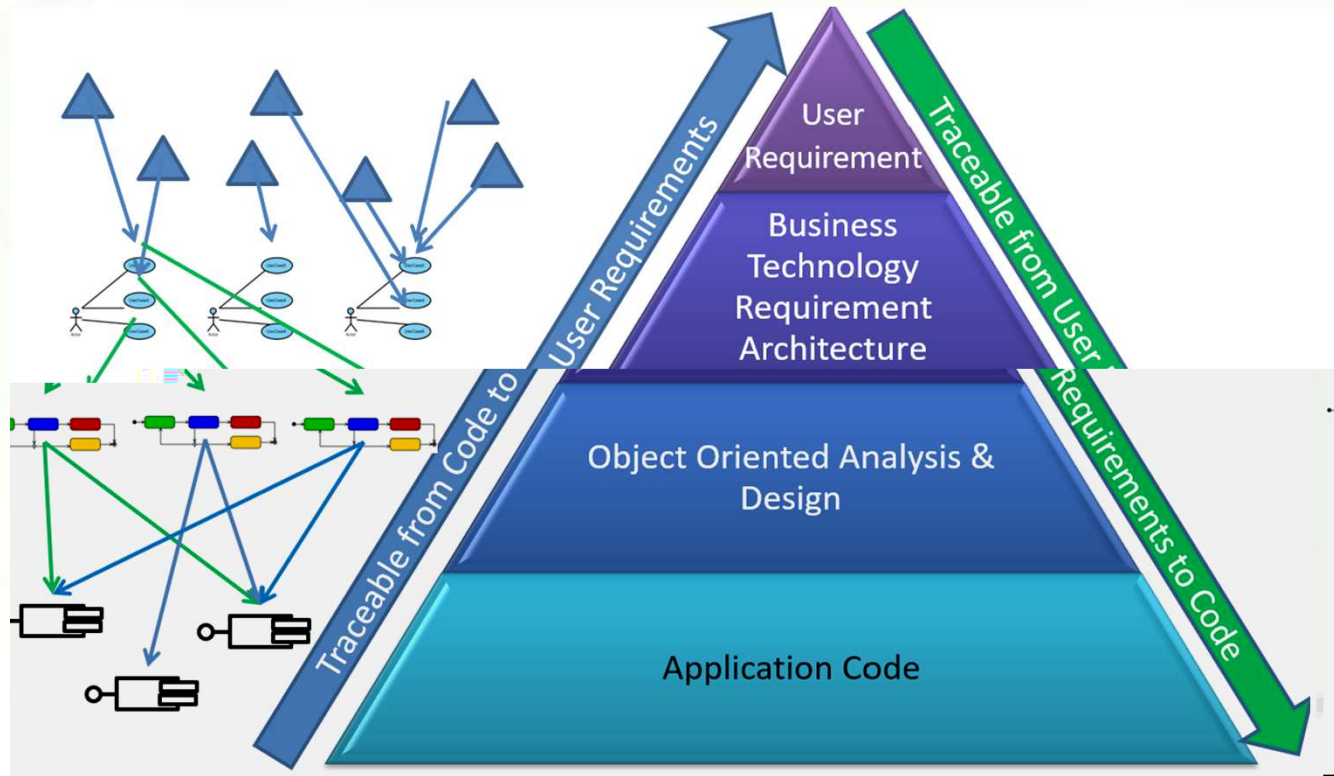 User
Requirement
Business
Technology
Requirement
Architecture
Object Oriented Analysis &
Design
Application Code
Traceable from Code to User Requirements
Traceable from User Requirements to Code